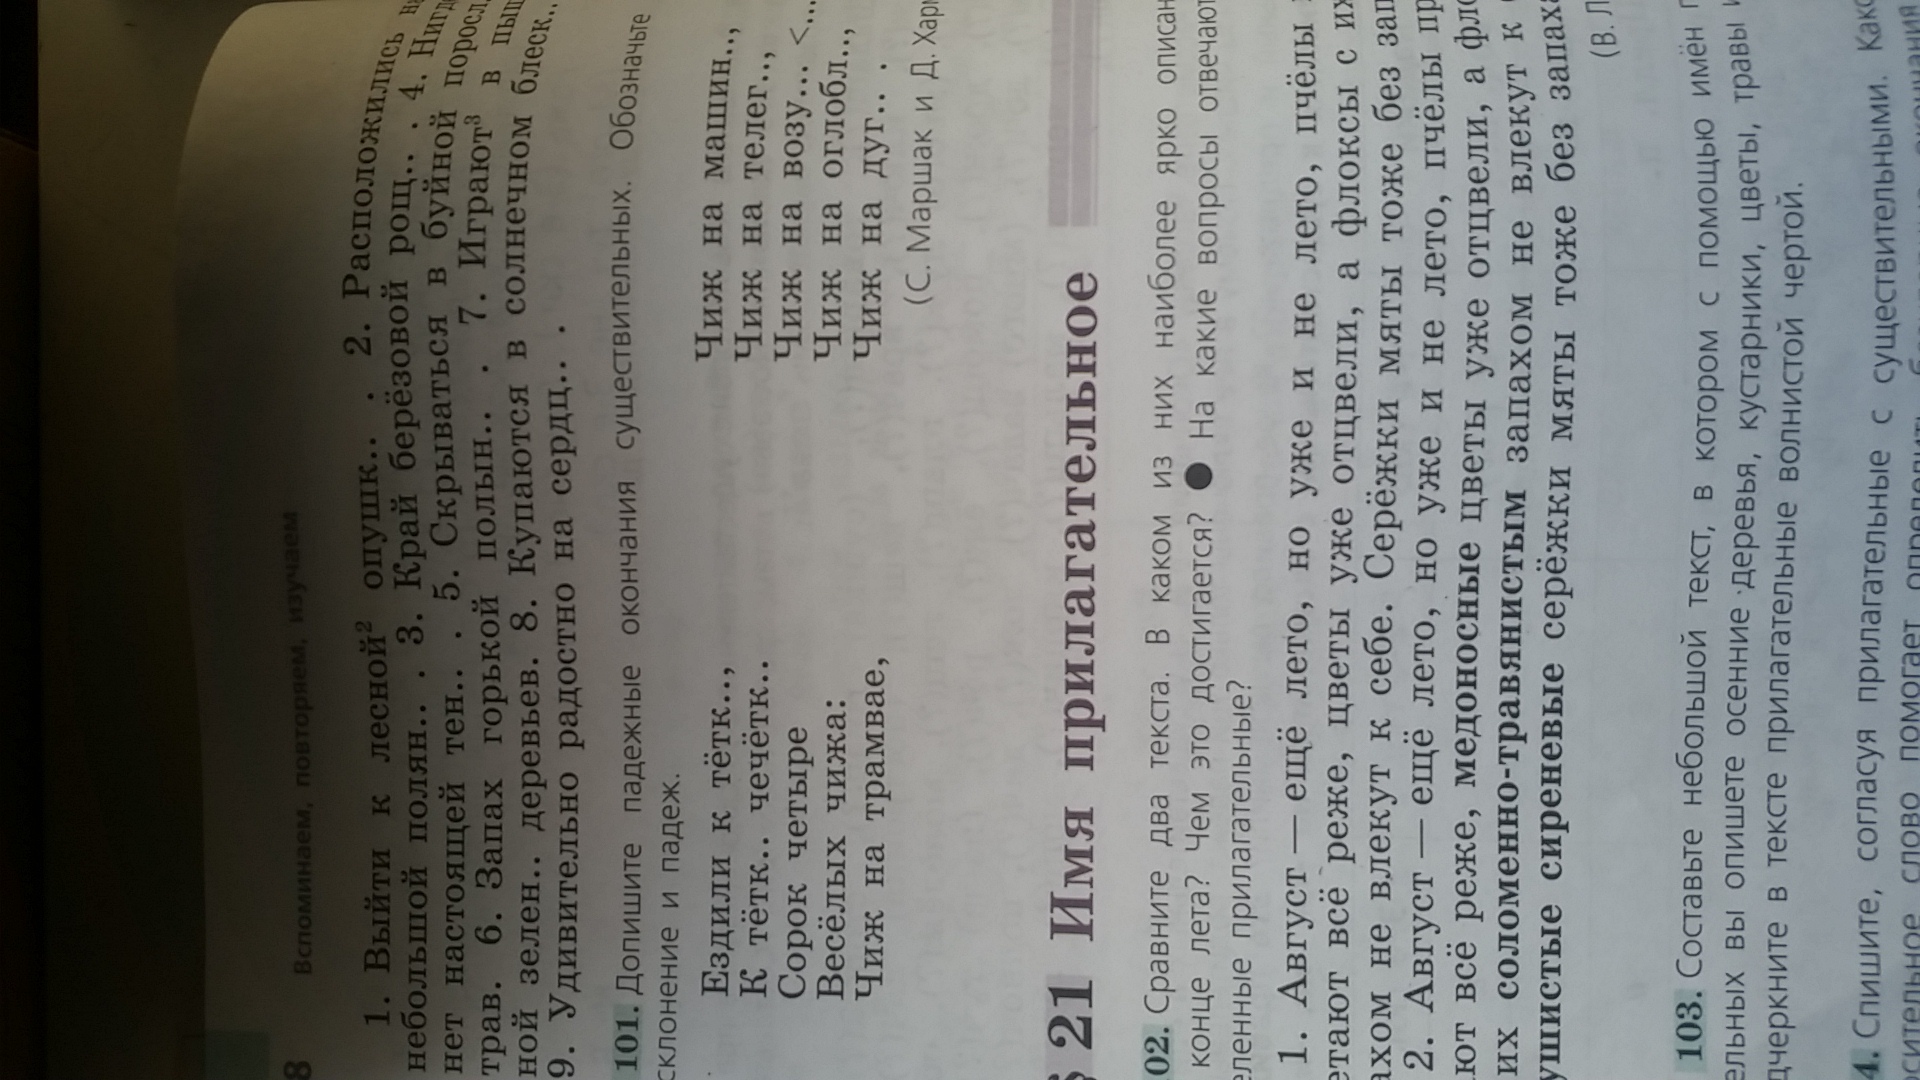 8 Вспоминаем, повторяем, изучаем
1. Выйти к лесной² опушк.. . 2. Расположились
небольшой полян.. . 3. Край берёзовой рощ.. . 4.
нет настоящей тен.. . 5. Скрываться в буйной
трав. 6. Запах горькой полын.. . 7. Играют³ в
ной зелен.. деревьев. 8. Купаются в солнечном блеск..
9. Удивительно радостно на сердц.. .
101. Допишите падежные окончания существительных. Обозначьте
склонение и падеж.
Ездили к тётк..,
К тётк.. чечётк..
Сорок четыре
Весёлых чижа:
Чиж на трамвае,
Чиж на машин..,
Чиж на телег..,
Чиж на возу... <...
Чиж на оглобл..,
Чиж на дуг.. .
(С. Маршак и Д. Хар
§ 21 Имя прилагательное
02. Сравните два текста. В каком из них наиболее ярко описан
конце лета? Чем это достигается? ● На какие вопросы отвечают
еленные прилагательные?
1. Август — ещё лето, но уже и не лето, пчёлы
етают всё реже, цветы уже отцвели, а флоксы с их
ахом не влекут к себе. Серёжки мяты тоже без зап
2. Август — ещё лето, но уже и не лето, пчёлы пр
ют всё реже, медоносные цветы уже отцвели, а фло
их соломенно-травянистым запахом не влекут к
ушистые сиреневые серёжки мяты тоже без запаха
(В. Л
103. Составьте небольшой текст, в котором с помощью имён п
ельных вы опишете осенние деревья, кустарники, цветы, травы и
дчеркните в тексте прилагательные волнистой чертой.
4. Спишите, согласуя прилагательные с существительными. Како
сительное слово помогает определить